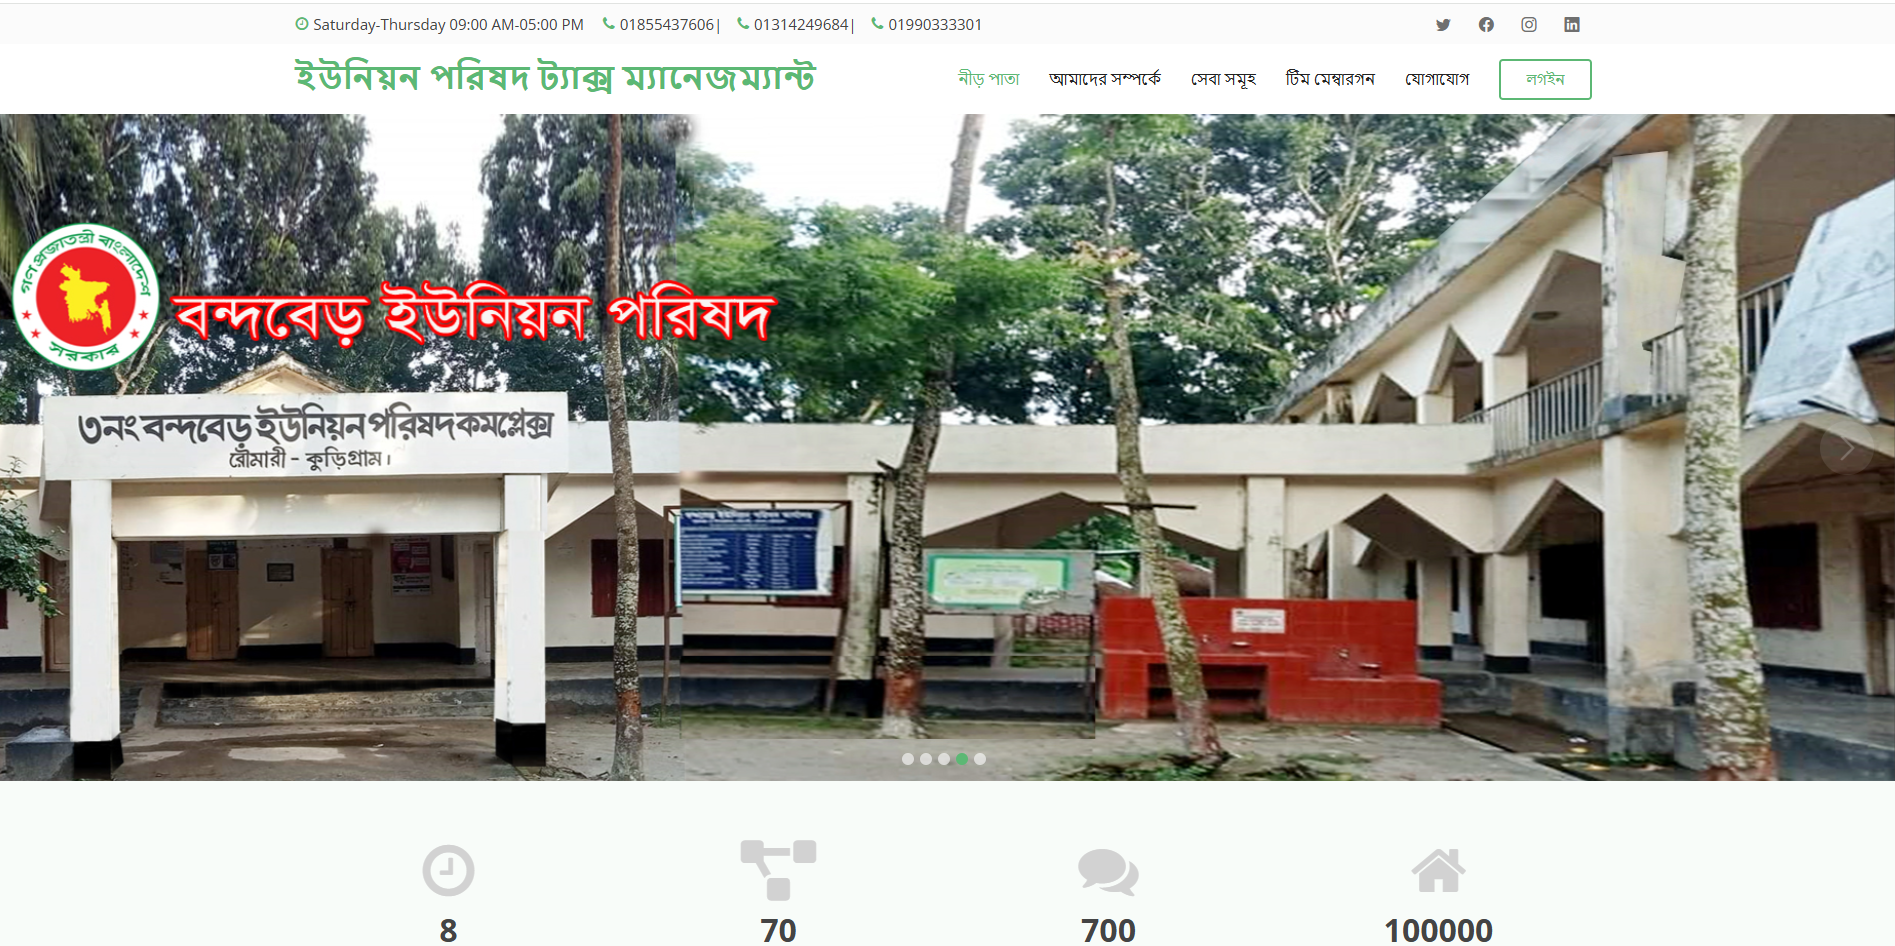 Saturday-Thursday 09:00 AM-05:00 PM 01855437606| 01314249684| 01990333301
ইউনিয়ন পরিষদ ট্যাক্স ম্যানেজম্যান্ট
নীড় পাতা আমাদের সম্পর্কে সেবা সমূহ টিম মেম্বারগন যোগাযোগ লগইন
গণ প্রজাতন্ত্রী বাংলাদেশ
সরকার
বন্দবেড় ইউনিয়ন পরিষদ
৩নং বন্দবেড় ইউনিয়ন পরিষদ কমপ্লেক্স
রৌমারী - কুড়িগ্রাম।
8 70 700 100000